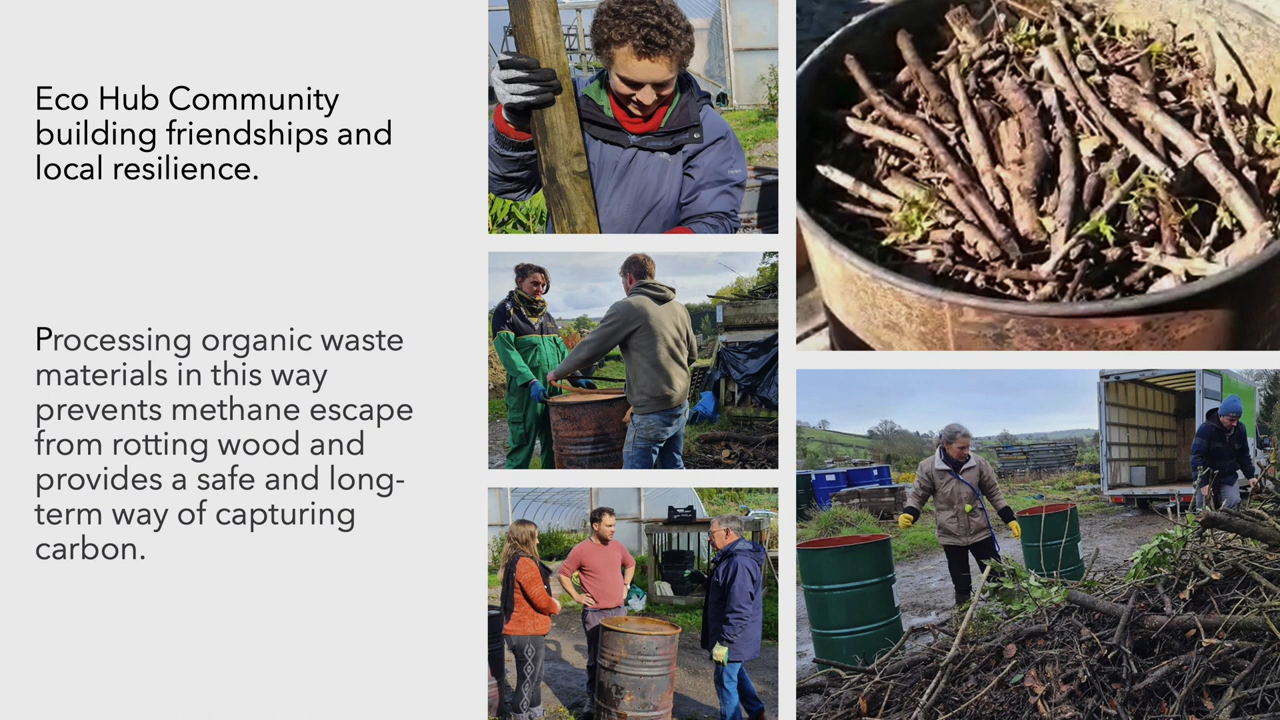 Eco Hub Community
building friendships and
local resilience.
Processing organic waste
materials in this way
prevents methane escape
from rotting wood and
provides a safe and long-
term way of capturing
carbon.